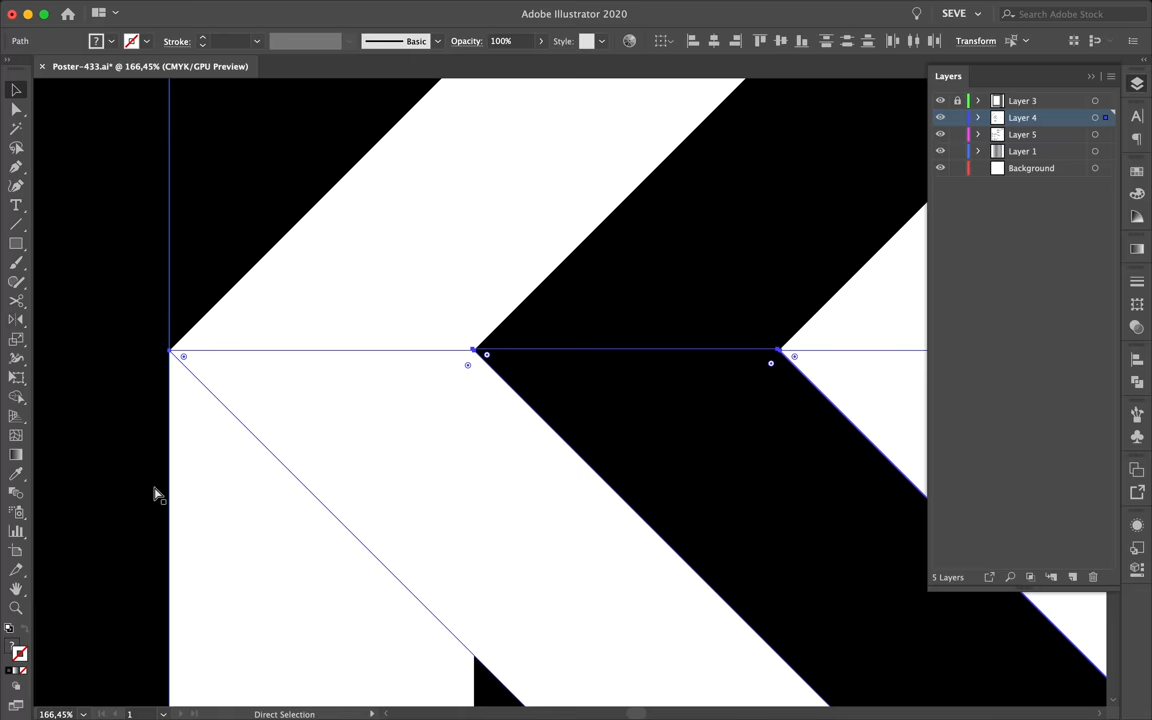 Adobe Illustrator 2020
SEVE
Search Adobe Stock
Path
Stroke:
Basic
Opacity:
100%
Style:
Transform
Poster-433.ai* @ 166,45% (CMYK/GPU Preview)
Layers
Layer 3
Layer 4
Layer 5
Layer 1
Background
5 Layers
166,45%
1
Direct Selection